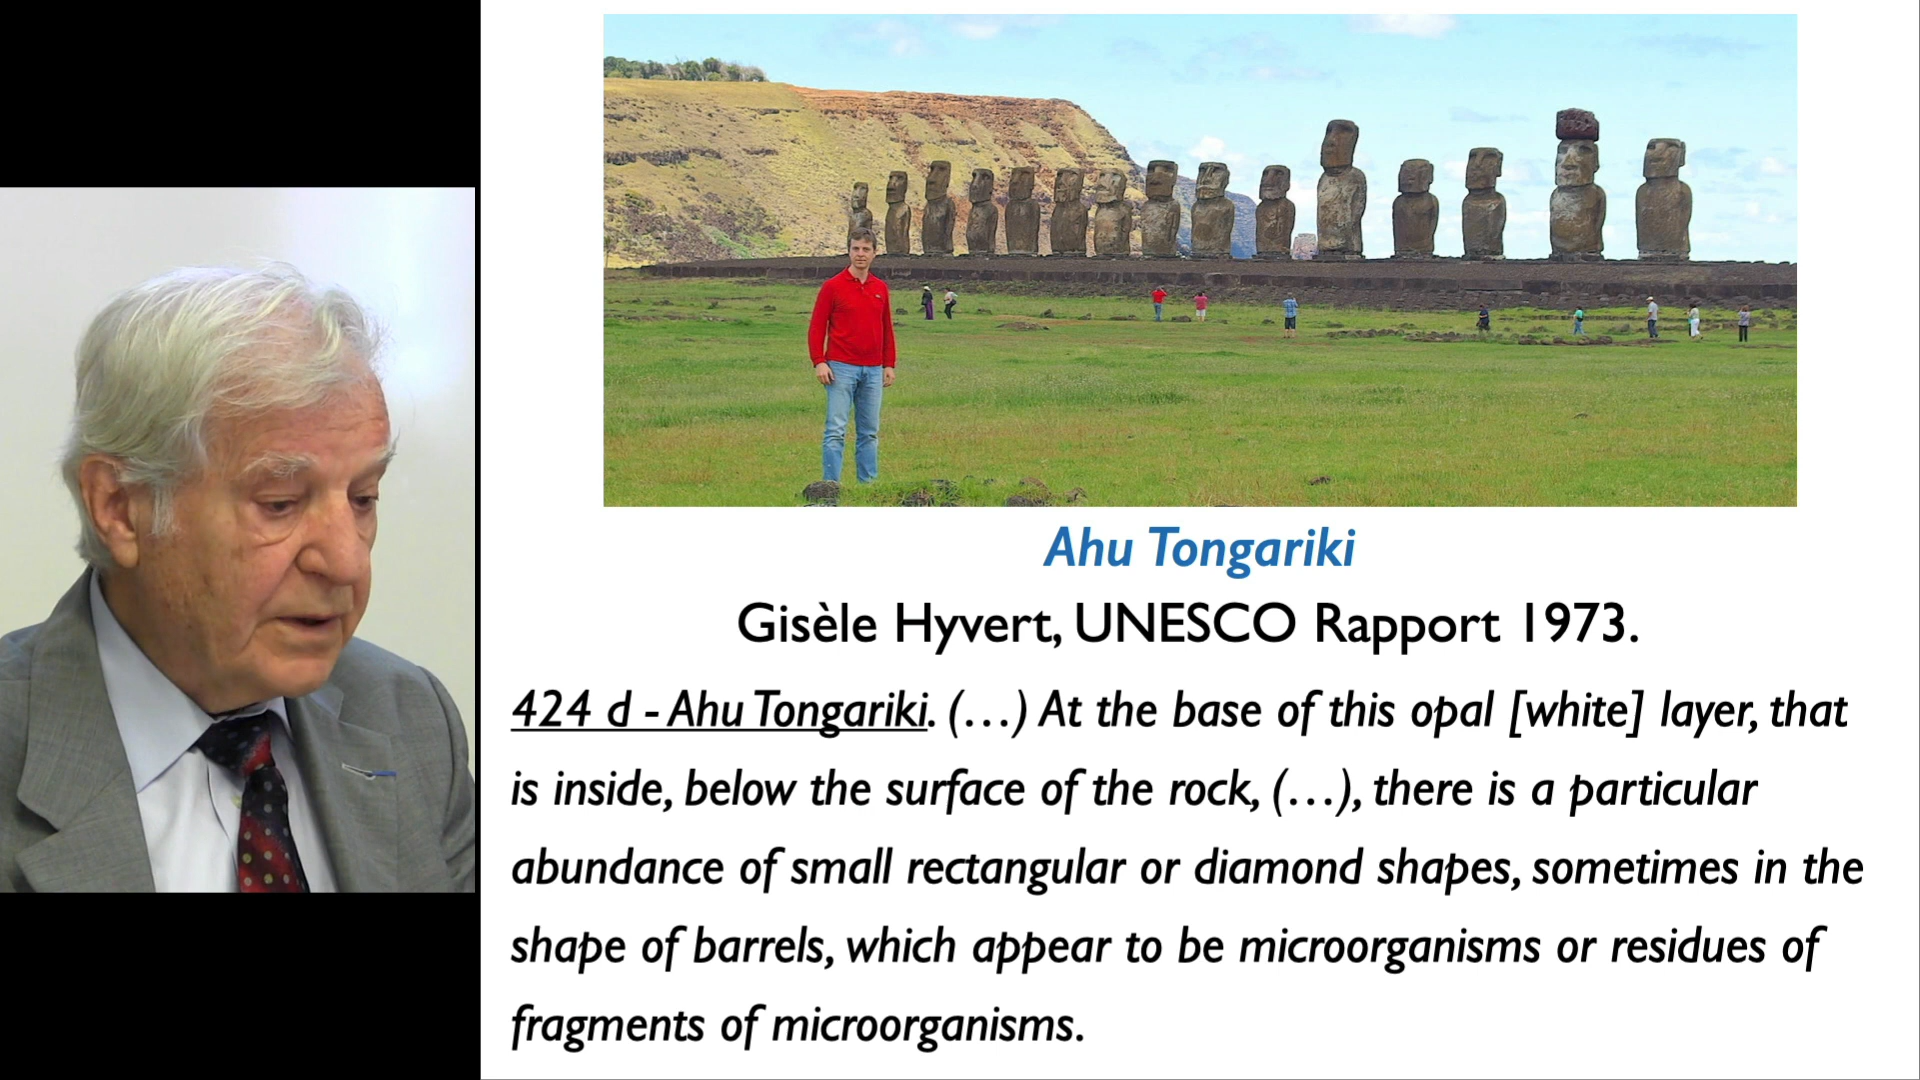 Ahu Tongariki
Gisèle Hyvert, UNESCO Rapport 1973.
424 d - Ahu Tongariki. (…) At the base of this opal [white] layer, that
is inside, below the surface of the rock, (…), there is a particular
abundance of small rectangular or diamond shapes, sometimes in the
shape of barrels, which appear to be microorganisms or residues of
fragments of microorganisms.